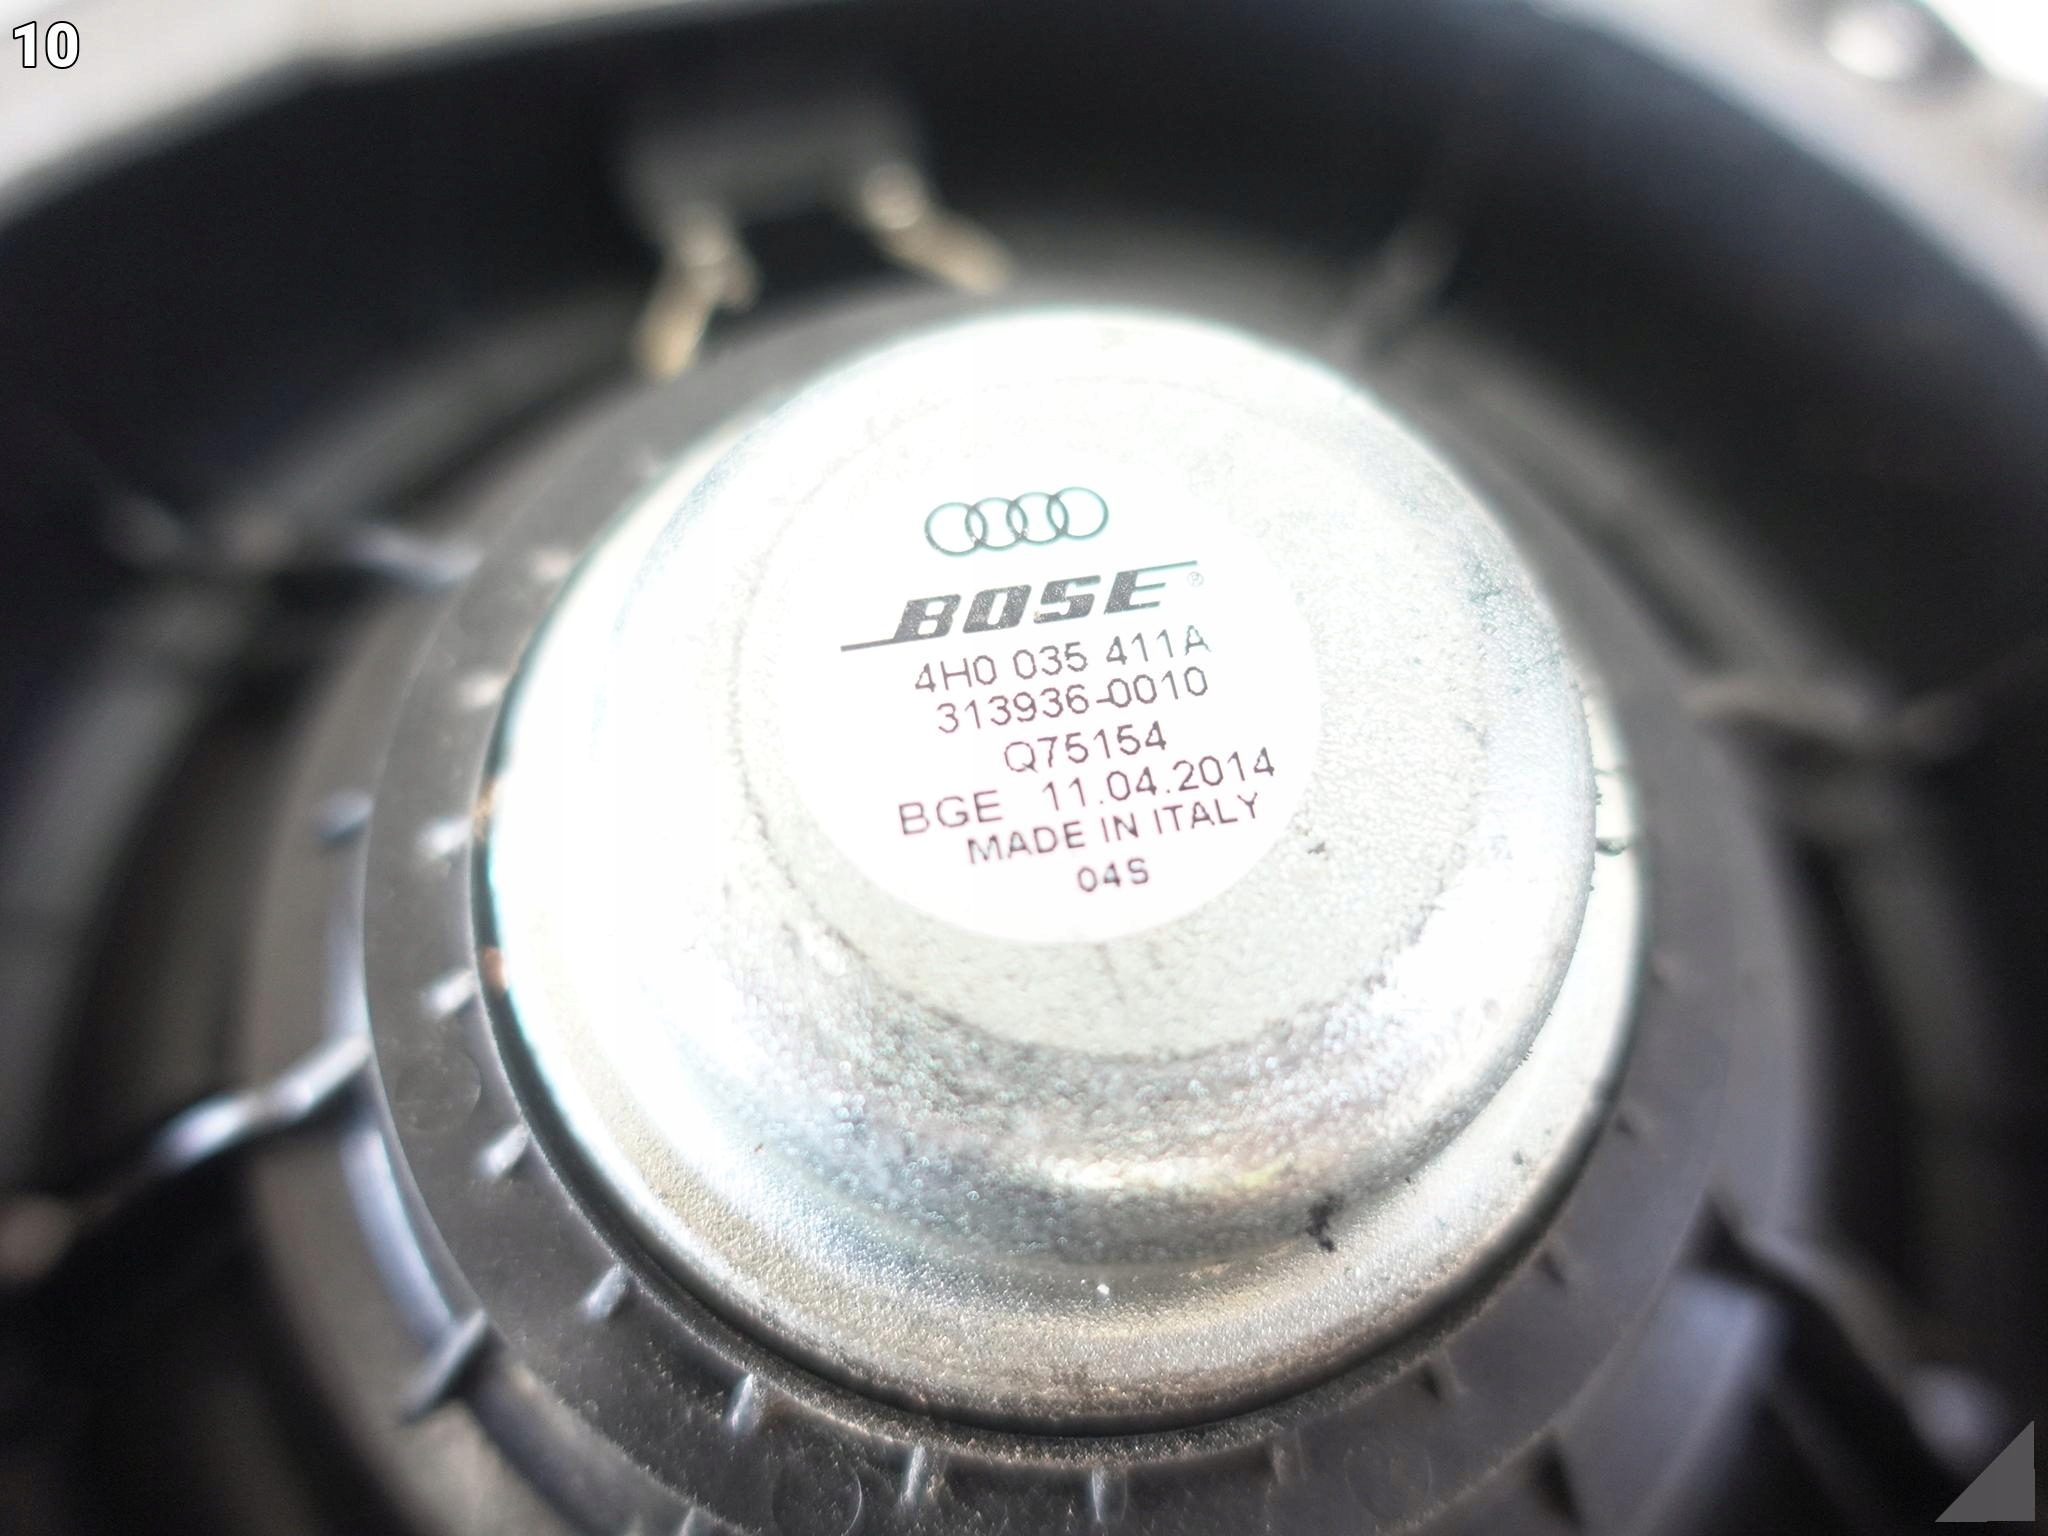 10
BOSE®
4H0 035 411A
313936-0010
Q75154
BGE 11.04.2014
MADE IN ITALY
04S